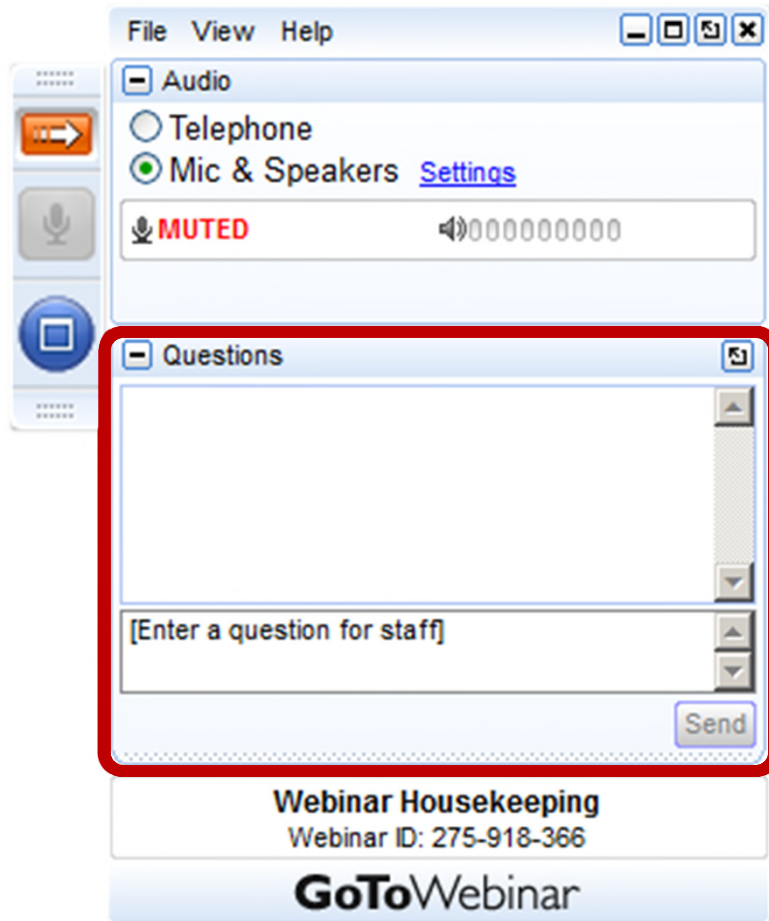 File View Help
Audio
Telephone
Mic & Speakers Settings
MUTED
Questions
[Enter a question for staff]
Send
Webinar Housekeeping
Webinar ID: 275-918-366
GoToWebinar